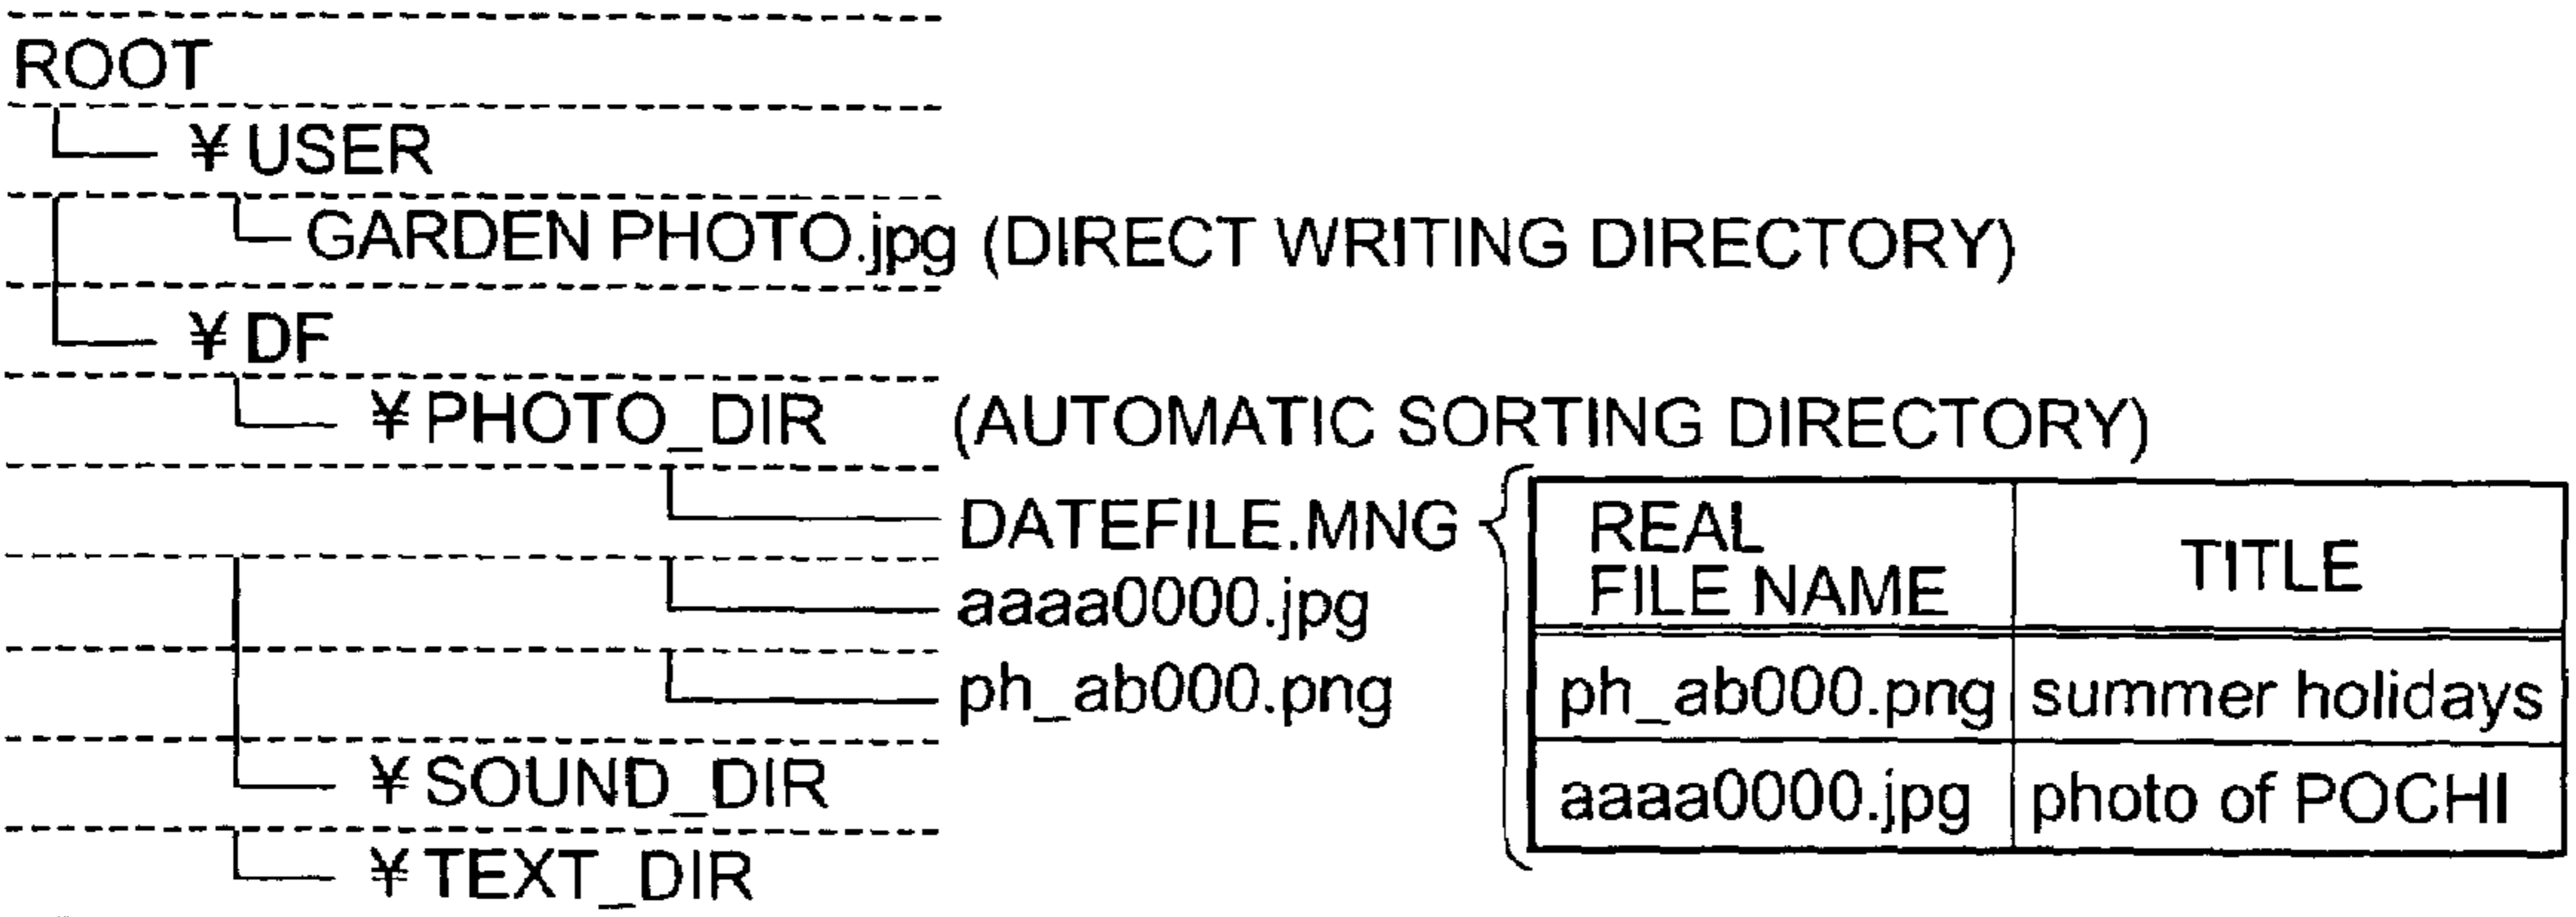 ROOT
¥USER
GARDEN PHOTO.jpg (DIRECT WRITING DIRECTORY)
¥DF
¥PHOTO_DIR (AUTOMATIC SORTING DIRECTORY)
DATEFILE.MNG
aaaa0000.jpg
ph_ab000.png
¥SOUND_DIR
¥TEXT_DIR
REAL
FILE NAME
TITLE
ph_ab000.png summer holidays
aaaa0000.jpg photo of POCHI